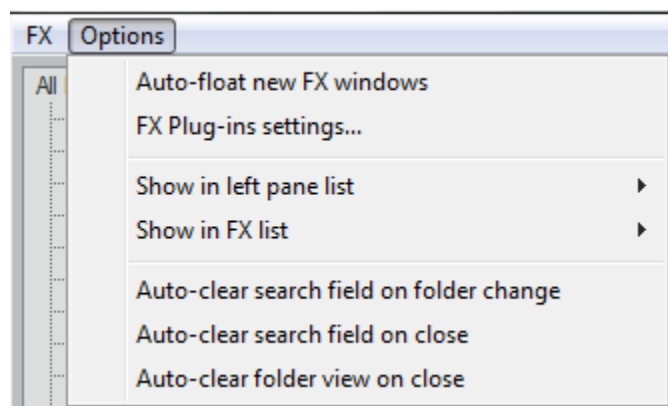 FX Options
All
Auto-float new FX windows
FX Plug-ins settings...
Show in left pane list
Show in FX list
Auto-clear search field on folder change
Auto-clear search field on close
Auto-clear folder view on close